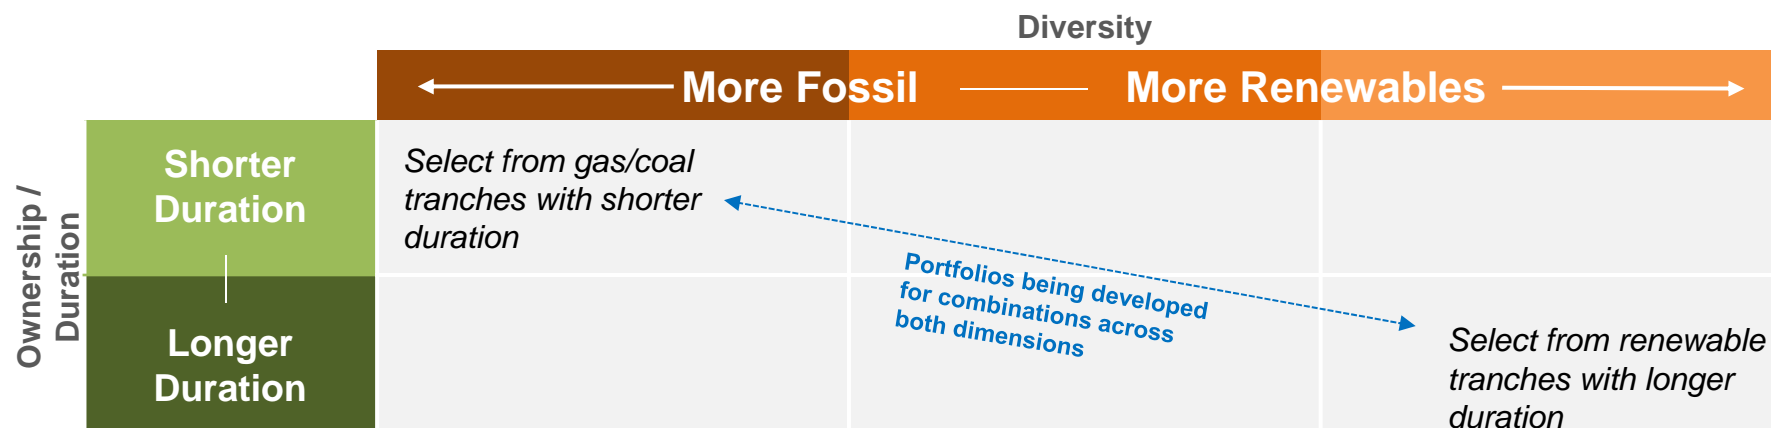 Diversity
More Fossil
More Renewables
Ownership /
Duration
Shorter
Duration
Select from gas/coal
tranches with shorter
duration
Portfolios being developed
for combinations across
both dimensions
Longer
Duration
Select from renewable
tranches with longer
duration